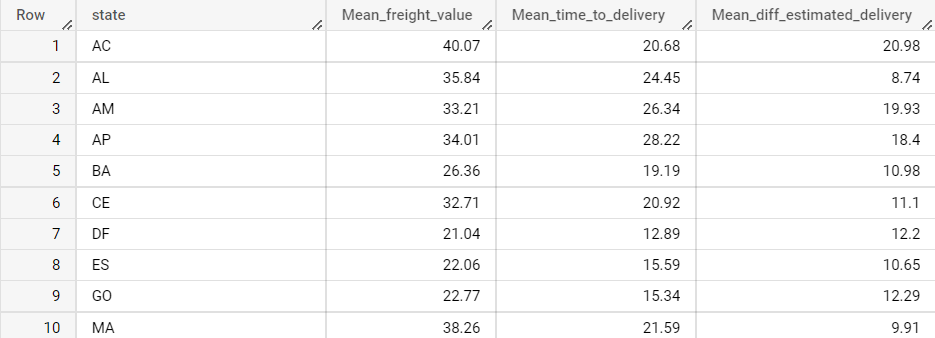 Row state Mean_freight_value Mean_time_to_delivery Mean_diff_estimated_delivery
1 AC 40.07 20.68 20.98
2 AL 35.84 24.45 8.74
3 AM 33.21 26.34 19.93
4 AP 34.01 28.22 18.4
5 BA 26.36 19.19 10.98
6 CE 32.71 20.92 11.1
7 DF 21.04 12.89 12.2
8 ES 22.06 15.59 10.65
9 GO 22.77 15.34 12.29
10 MA 38.26 21.59 9.91